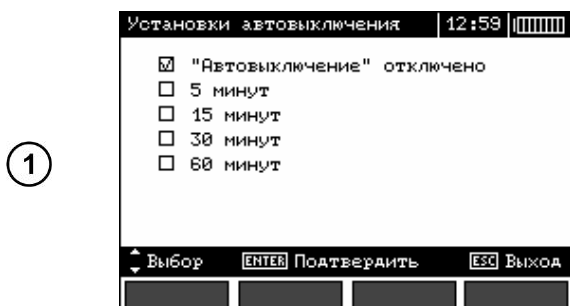 Установки автовыключения 12:59
"Автовыключение" отключено
5 минут
15 минут
30 минут
60 минут
1
Выбор ENTER Подтвердить ESC Выход